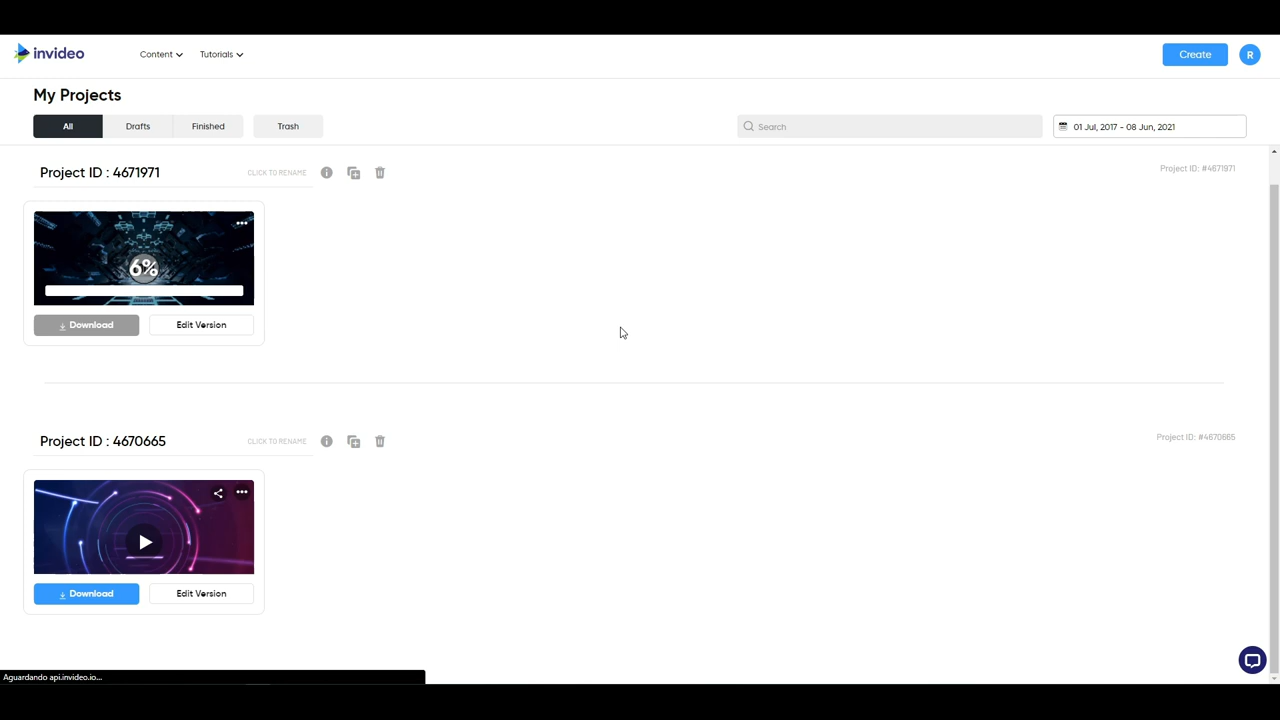 invideo
Content
Tutorials
Create
R
My Projects
All
Drafts
Finished
Trash
Search
01 Jul, 2017 - 08 Jun, 2021
Project ID : 4671971
CLICK TO RENAME
Project ID: #4671971
6%
Download
Edit Version
Project ID : 4670665
CLICK TO RENAME
Project ID: #4670665
Download
Edit Version
Aguardando api.invideo.io...